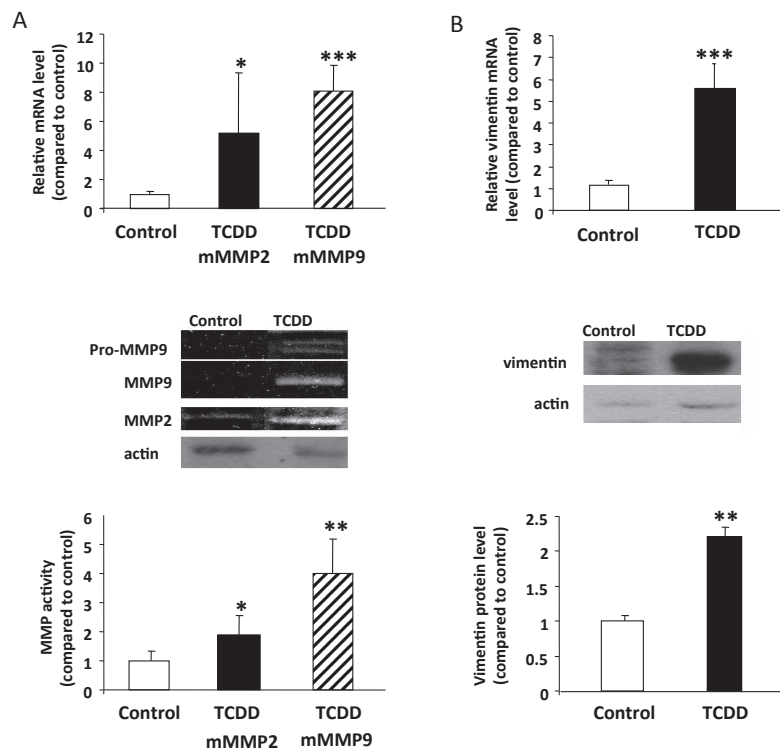 A
Relative mRNA level
(compared to control)
12
10
8
6
4
2
0
*
***
Control
TCDD
mMMP2
TCDD
mMMP9
Control
TCDD
Pro-MMP9
MMP9
MMP2
actin
MMP activity
(compared to control)
6
5
4
3
2
1
0
*
**
Control
TCDD
mMMP2
TCDD
mMMP9
B
Relative vimentin mRNA
level (compared to control)
8
7
6
5
4
3
2
1
0
***
Control
TCDD
Control
TCDD
vimentin
actin
Vimentin protein level
(compared to control)
2.5
2
1.5
1
0.5
0
**
Control
TCDD